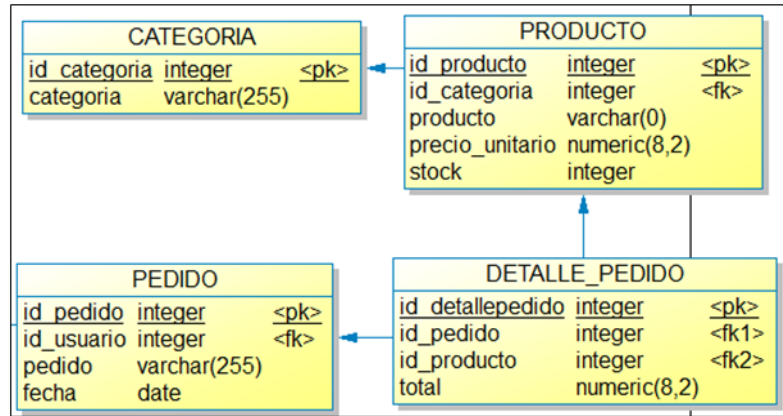 CATEGORIA
id_categoria integer <pk>
categoria varchar(255)
PRODUCTO
id_producto integer <pk>
id_categoria integer <fk>
producto varchar(0)
precio_unitario numeric(8,2)
stock integer
PEDIDO
id_pedido integer <pk>
id_usuario integer <fk>
pedido varchar(255)
fecha date
DETALLE_PEDIDO
id_detallepedido integer <pk>
id_pedido integer <fk1>
id_producto integer <fk2>
total numeric(8,2)